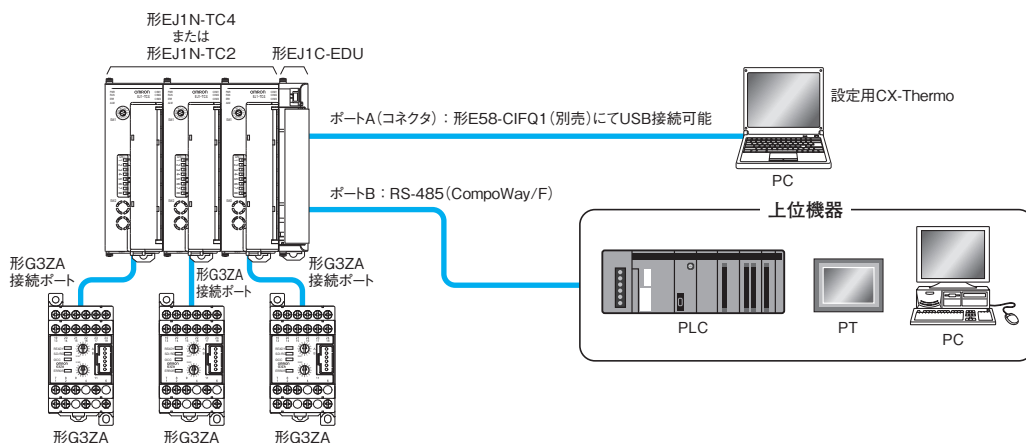 形EJ1N-TC4
または
形EJ1N-TC2
形EJ1C-EDU
ポートA(コネクタ):形E58-CIFQ1(別売)にてUSB接続可能
設定用CX-Thermo
PC
ポートB:RS-485(CompoWay/F)
上位機器
PLC
PT
PC
形G3ZA
接続ポート
形G3ZA
接続ポート
形G3ZA
接続ポート
形G3ZA
形G3ZA
形G3ZA